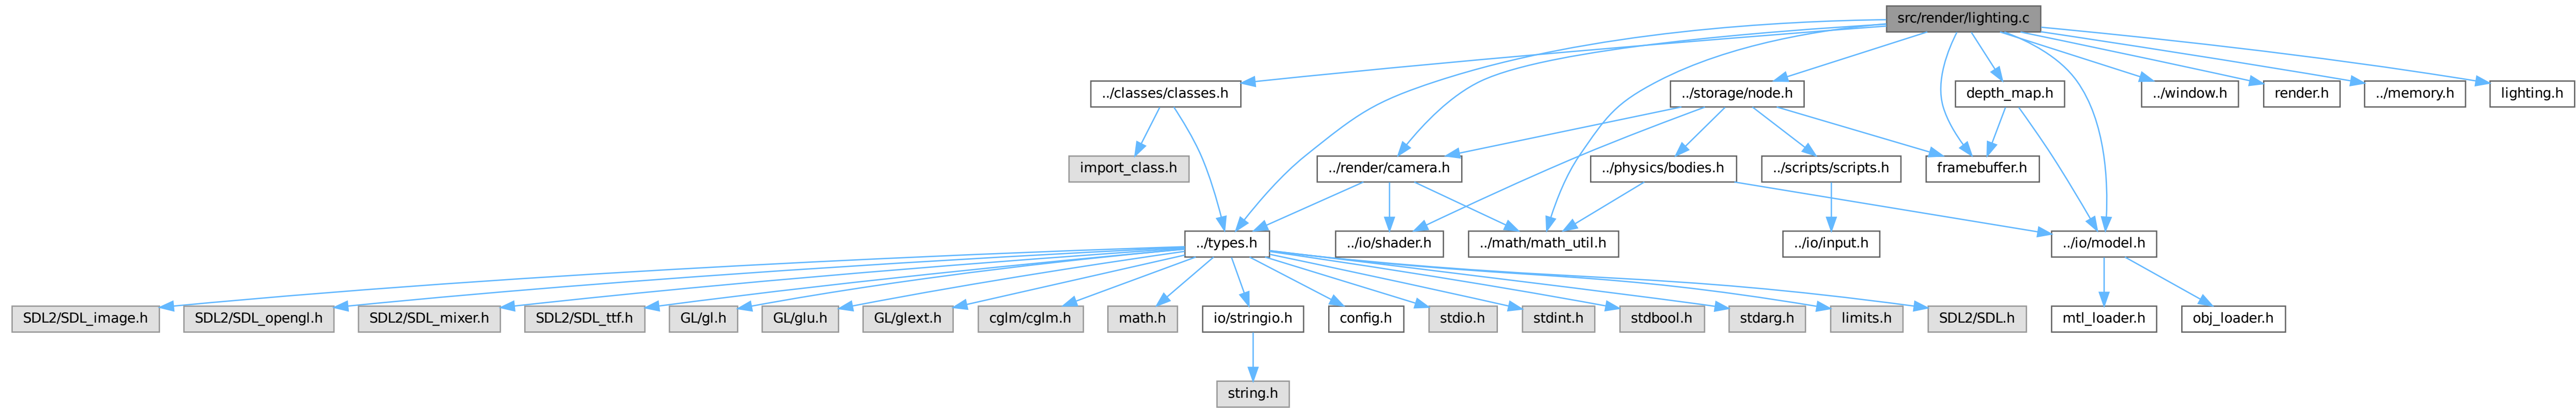 src/render/lighting.c
../classes/classes.h
../storage/node.h
depth_map.h
../window.h
render.h
../memory.h
lighting.h
import_class.h
../render/camera.h
../physics/bodies.h
../scripts/scripts.h
framebuffer.h
../types.h
../io/shader.h
../math/math_util.h
../io/input.h
../io/model.h
SDL2/SDL_image.h
SDL2/SDL_opengl.h
SDL2/SDL_mixer.h
SDL2/SDL_ttf.h
GL/gl.h
GL/glu.h
GL/glext.h
cglm/cglm.h
math.h
io/stringio.h
config.h
stdio.h
stdint.h
stdbool.h
stdarg.h
limits.h
SDL2/SDL.h
mtl_loader.h
obj_loader.h
string.h